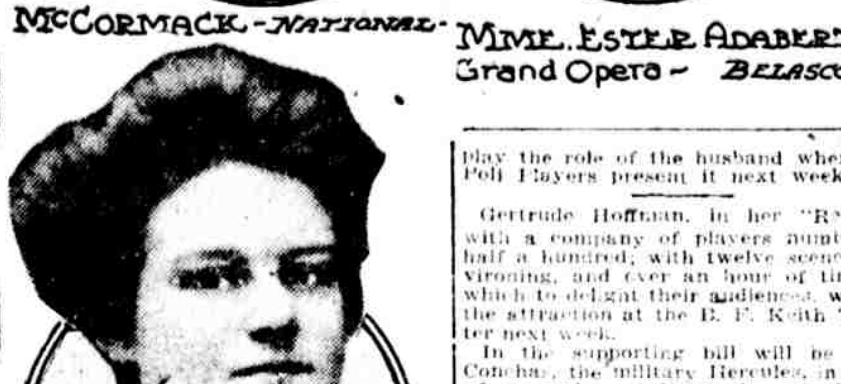 McCORMACK - NATIONAL -
MME. ESTER ADABER
Grand Opera - BELASCO
play the role of the husband whe
Poli Players present it next week
Gertrude Hoffman, in her
with a company of players numb
half a hundred; with twelve scene
vironing, and over an hour of ti
which to delight their audiences, w
the attraction at the B. F. Keith
ter next week.
In the supporting bill will be
Conchas, the military Hercules, in